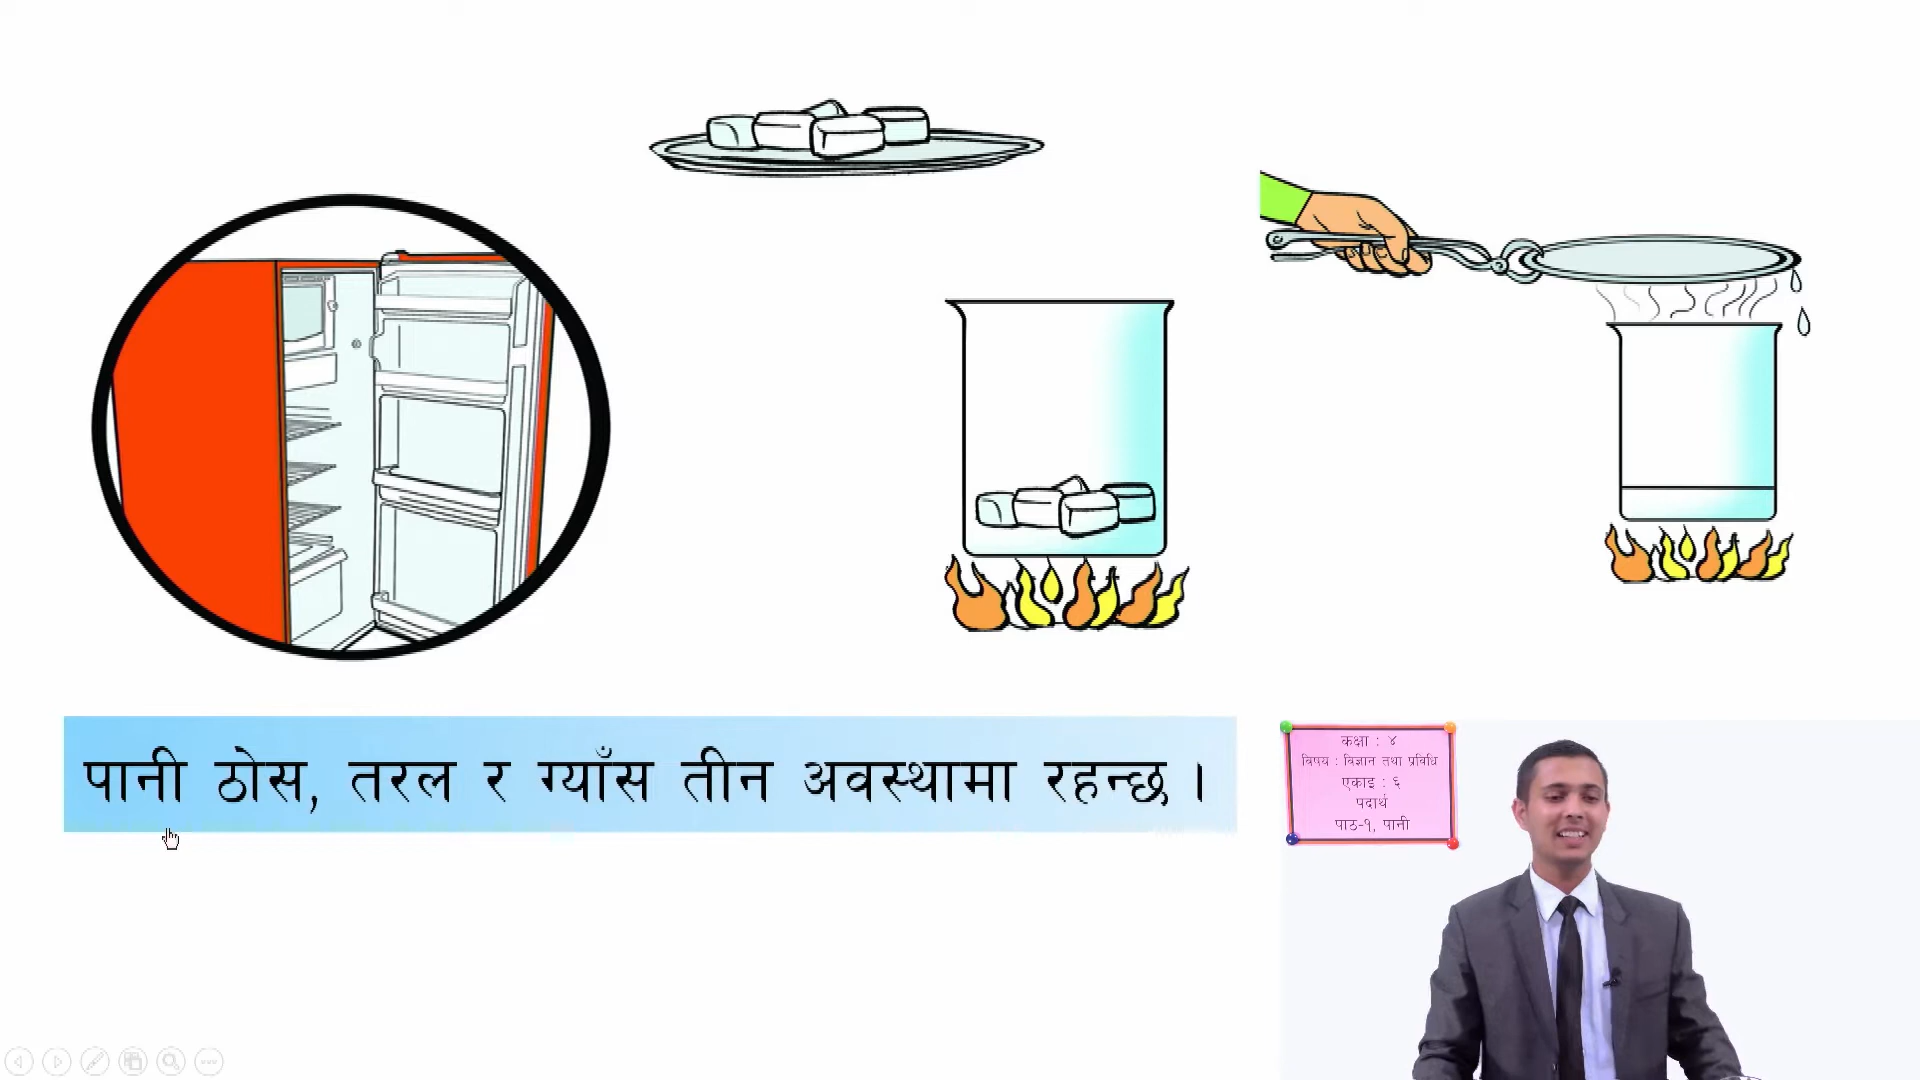 पानी ठोस, तरल र ग्याँस तीन अवस्थामा रहन्छ ।
कक्षा : ४
विषय : विज्ञान तथा प्रविधि
एकाइ : ६
पदार्थ
पाठ-१, पानी